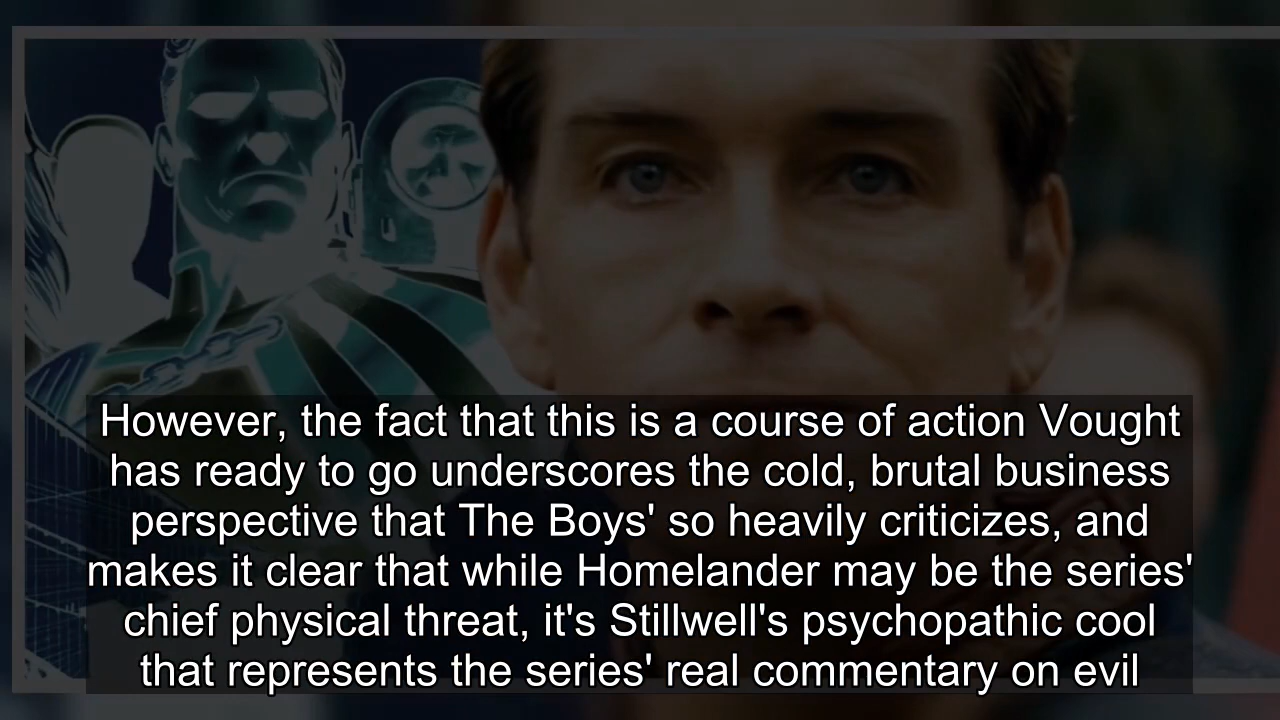 However, the fact that this is a course of action Vought
has ready to go underscores the cold, brutal business
perspective that The Boys' so heavily criticizes, and
makes it clear that while Homelander may be the series'
chief physical threat, it's Stillwell's psychopathic cool
that represents the series' real commentary on evil